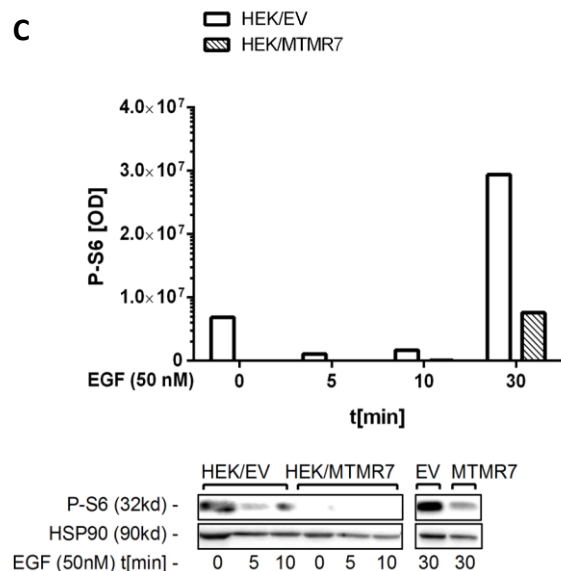 C
HEK/EV
HEK/MTMR7
4.0×10⁷
3.0×10⁷
2.0×10⁷
1.0×10⁷
0
P-S6 [OD]
EGF (50 nM) 0 5 10 30
t[min]
HEK/EV HEK/MTMR7 EV MTMR7
P-S6 (32kd) -
HSP90 (90kd) -
EGF (50nM) t[min] - 0 5 10 0 5 10 30 30